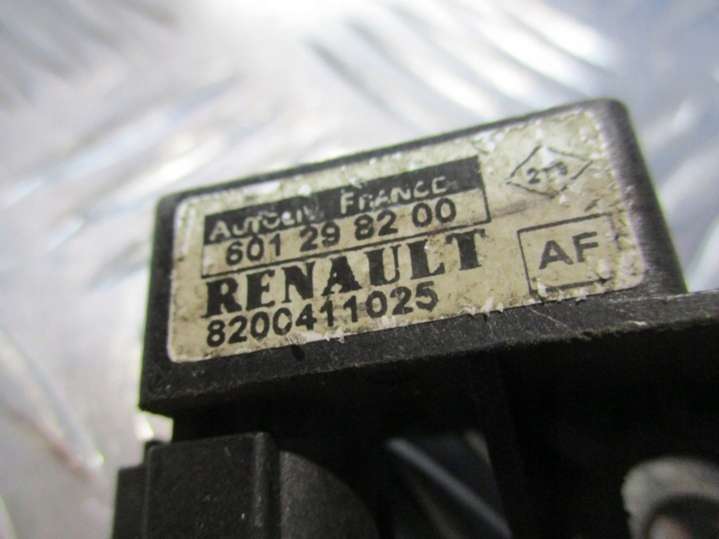 AUTOLIV FRANCE
601 29 82 00
RENAULT
8200411025
AF